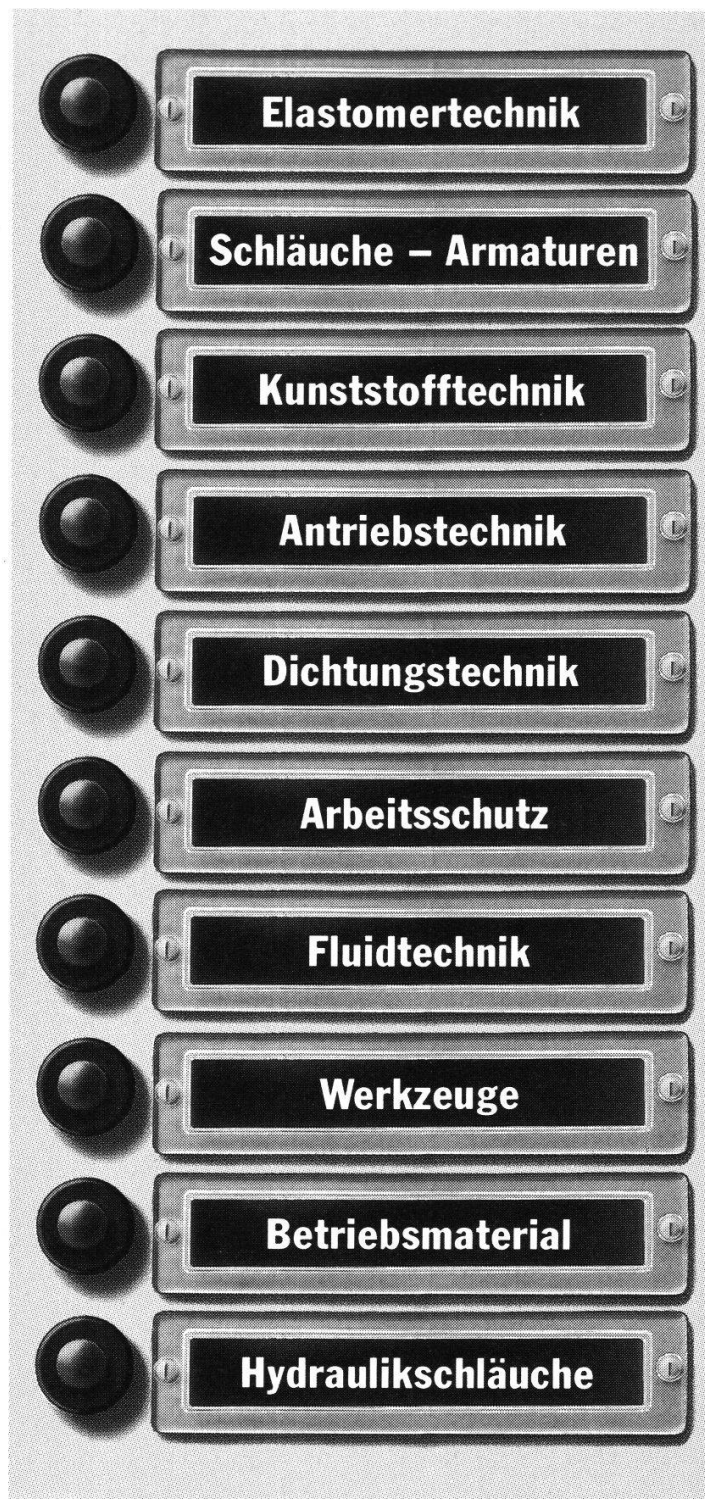 Elastomertechnik
Schläuche – Armaturen
Kunststofftechnik
Antriebstechnik
Dichtungstechnik
Arbeitsschutz
Fluidtechnik
Werkzeuge
Betriebsmaterial
Hydraulikschläuche